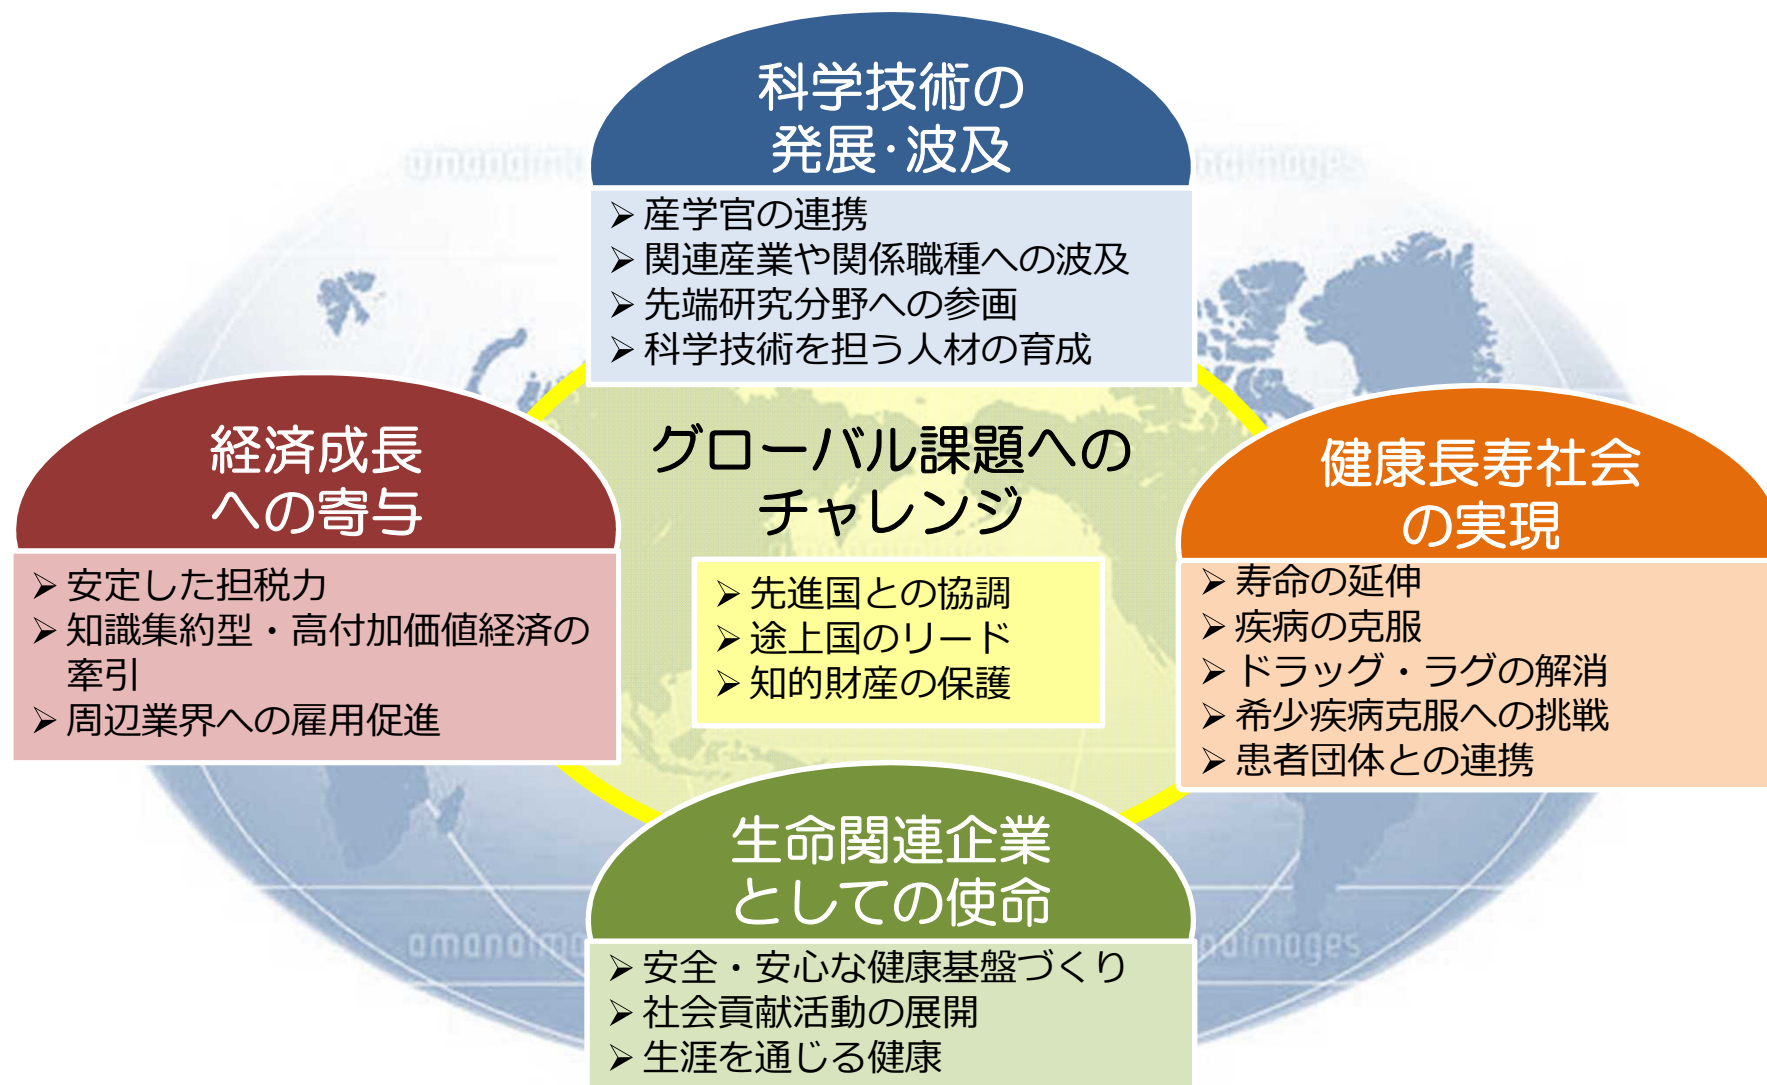 科学技術の
発展・波及
➢ 産学官の連携
➢ 関連産業や関係職種への波及
➢ 先端研究分野への参画
➢ 科学技術を担う人材の育成
経済成長
への寄与
➢ 安定した担税力
➢ 知識集約型・高付加価値経済の
牽引
➢ 周辺業界への雇用促進
グローバル課題への
チャレンジ
➢ 先進国との協調
➢ 途上国のリード
➢ 知的財産の保護
健康長寿社会
の実現
➢ 寿命の延伸
➢ 疾病の克服
➢ ドラッグ・ラグの解消
➢ 希少疾病克服への挑戦
➢ 患者団体との連携
生命関連企業
としての使命
➢ 安全・安心な健康基盤づくり
➢ 社会貢献活動の展開
➢ 生涯を通じる健康